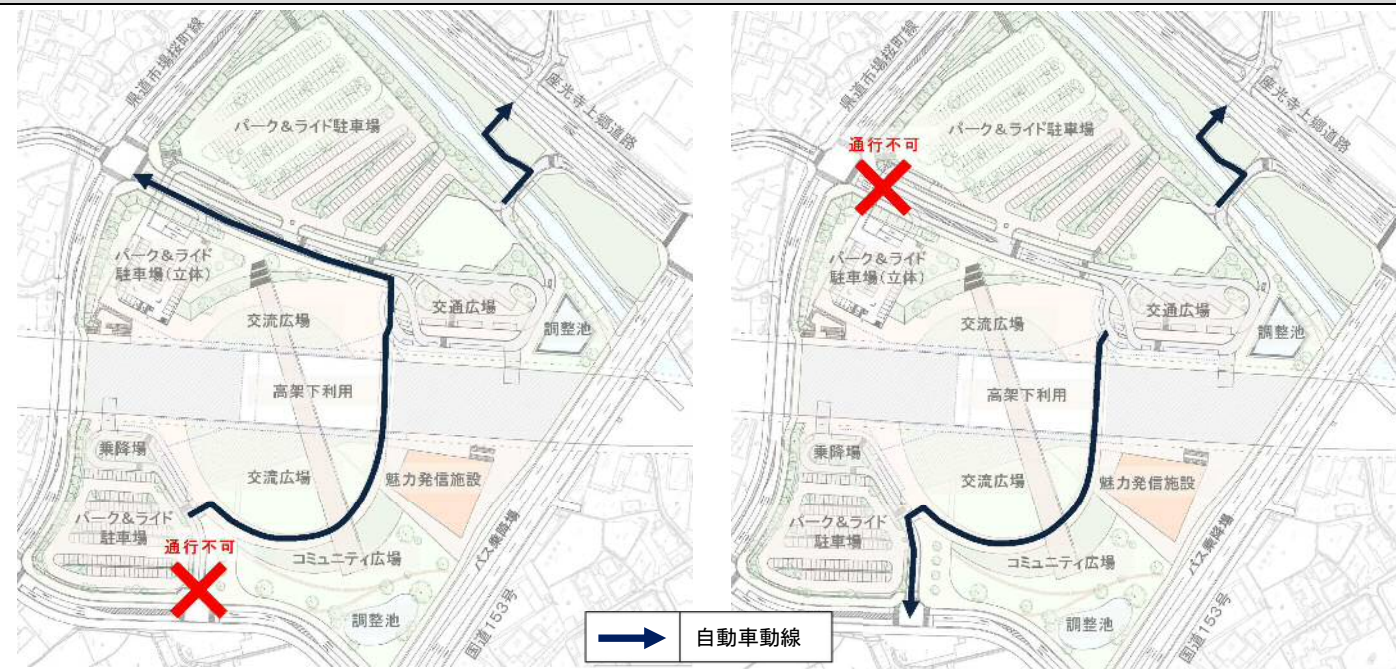 県道市場桜町線
座光寺上郷道路
パーク&ライド駐車場
パーク&ライド
駐車場(立体)
交通広場
調整池
交流広場
高架下利用
乗降場
交流広場
魅力発信施設
パーク&ライド
駐車場
通行不可
コミュニティ広場
バス乗降場
調整池
国道153号
県道市場桜町線
座光寺上郷道路
パーク&ライド駐車場
通行不可
パーク&ライド
駐車場(立体)
交通広場
調整池
交流広場
高架下利用
乗降場
交流広場
魅力発信施設
パーク&ライド
駐車場
コミュニティ広場
バス乗降場
調整池
国道153号
自動車動線